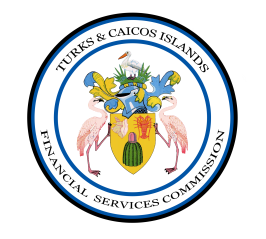 TURKS & CAICOS ISLANDS
FINANCIAL SERVICES COMMISSION